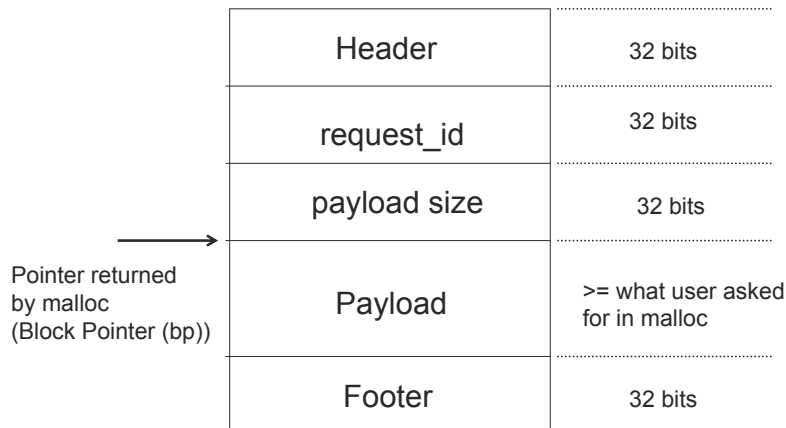 Header
32 bits
request_id
32 bits
payload size
32 bits
Pointer returned
by malloc
(Block Pointer (bp))
Payload
>= what user asked
for in malloc
Footer
32 bits